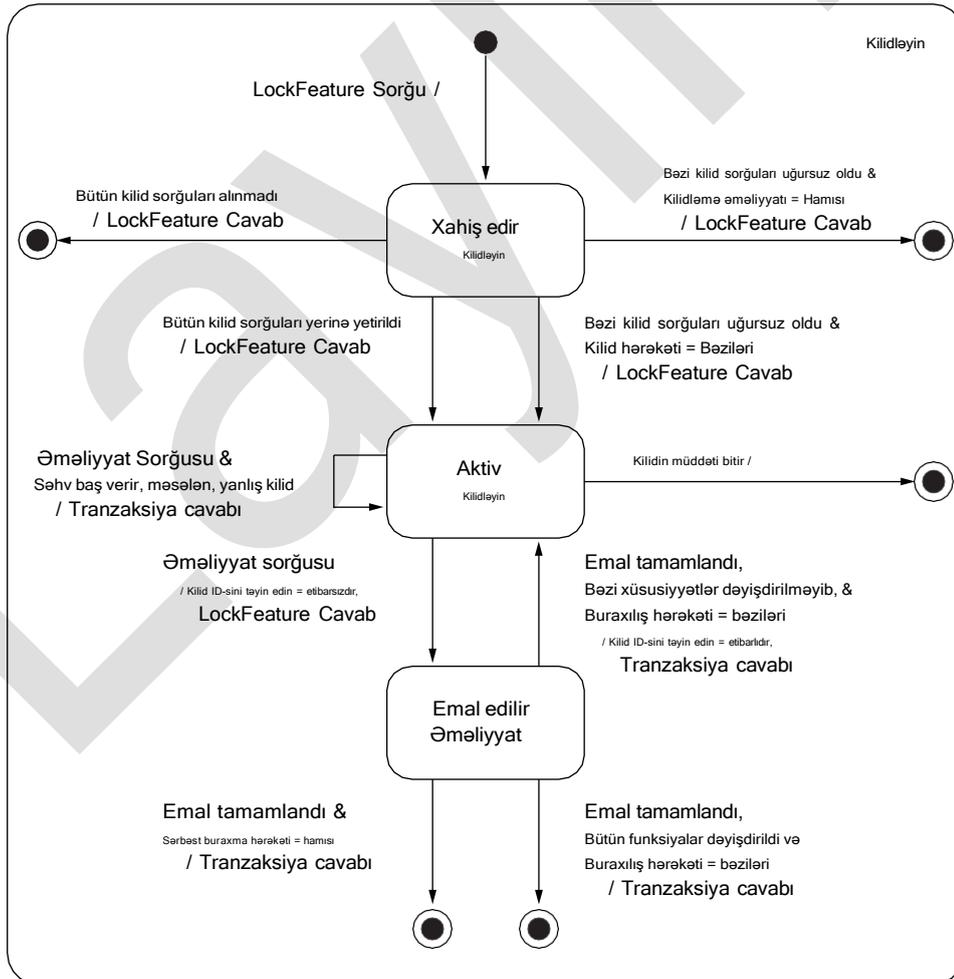 Kilidləyin
LockFeature Sorğu /
Bütün kilid sorğuları alınmadı
/ LockFeature Cavab
Bəzi kilid sorğuları uğursuz oldu &
Kilidləmə əməliyyatı = Hamısı
/ LockFeature Cavab
Xahiş edir
Kilidləyin
Bütün kilid sorğuları yerinə yetirildi
/ LockFeature Cavab
Bəzi kilid sorğuları uğursuz oldu &
Kilid hərəkəti = Bəziləri
/ LockFeature Cavab
Əməliyyat Sorğusu &
Səhv baş verir, məsələn, yanlış kilid
/ Tranzaksiya cavabı
Aktiv
Kilidləyin
Kilidin müddəti bitir /
Əməliyyat sorğusu
/ Kilid ID-sini təyin edin = etibarsızdır,
LockFeature Cavab
Emal tamamlandı,
Bəzi xüsusiyyətlər dəyişdirilməyib, &
Buraxılış hərəkəti = bəziləri
/ Kilid ID-sini təyin edin = etibarlıdır,
Tranzaksiya cavabı
Emal edilir
Əməliyyat
Emal tamamlandı &
Sərbəst buraxma hərəkəti = hamısı
/ Tranzaksiya cavabı
Emal tamamlandı,
Bütün funksiyalar dəyişdirildi və
Buraxılış hərəkəti = bəziləri
/ Tranzaksiya cavabı